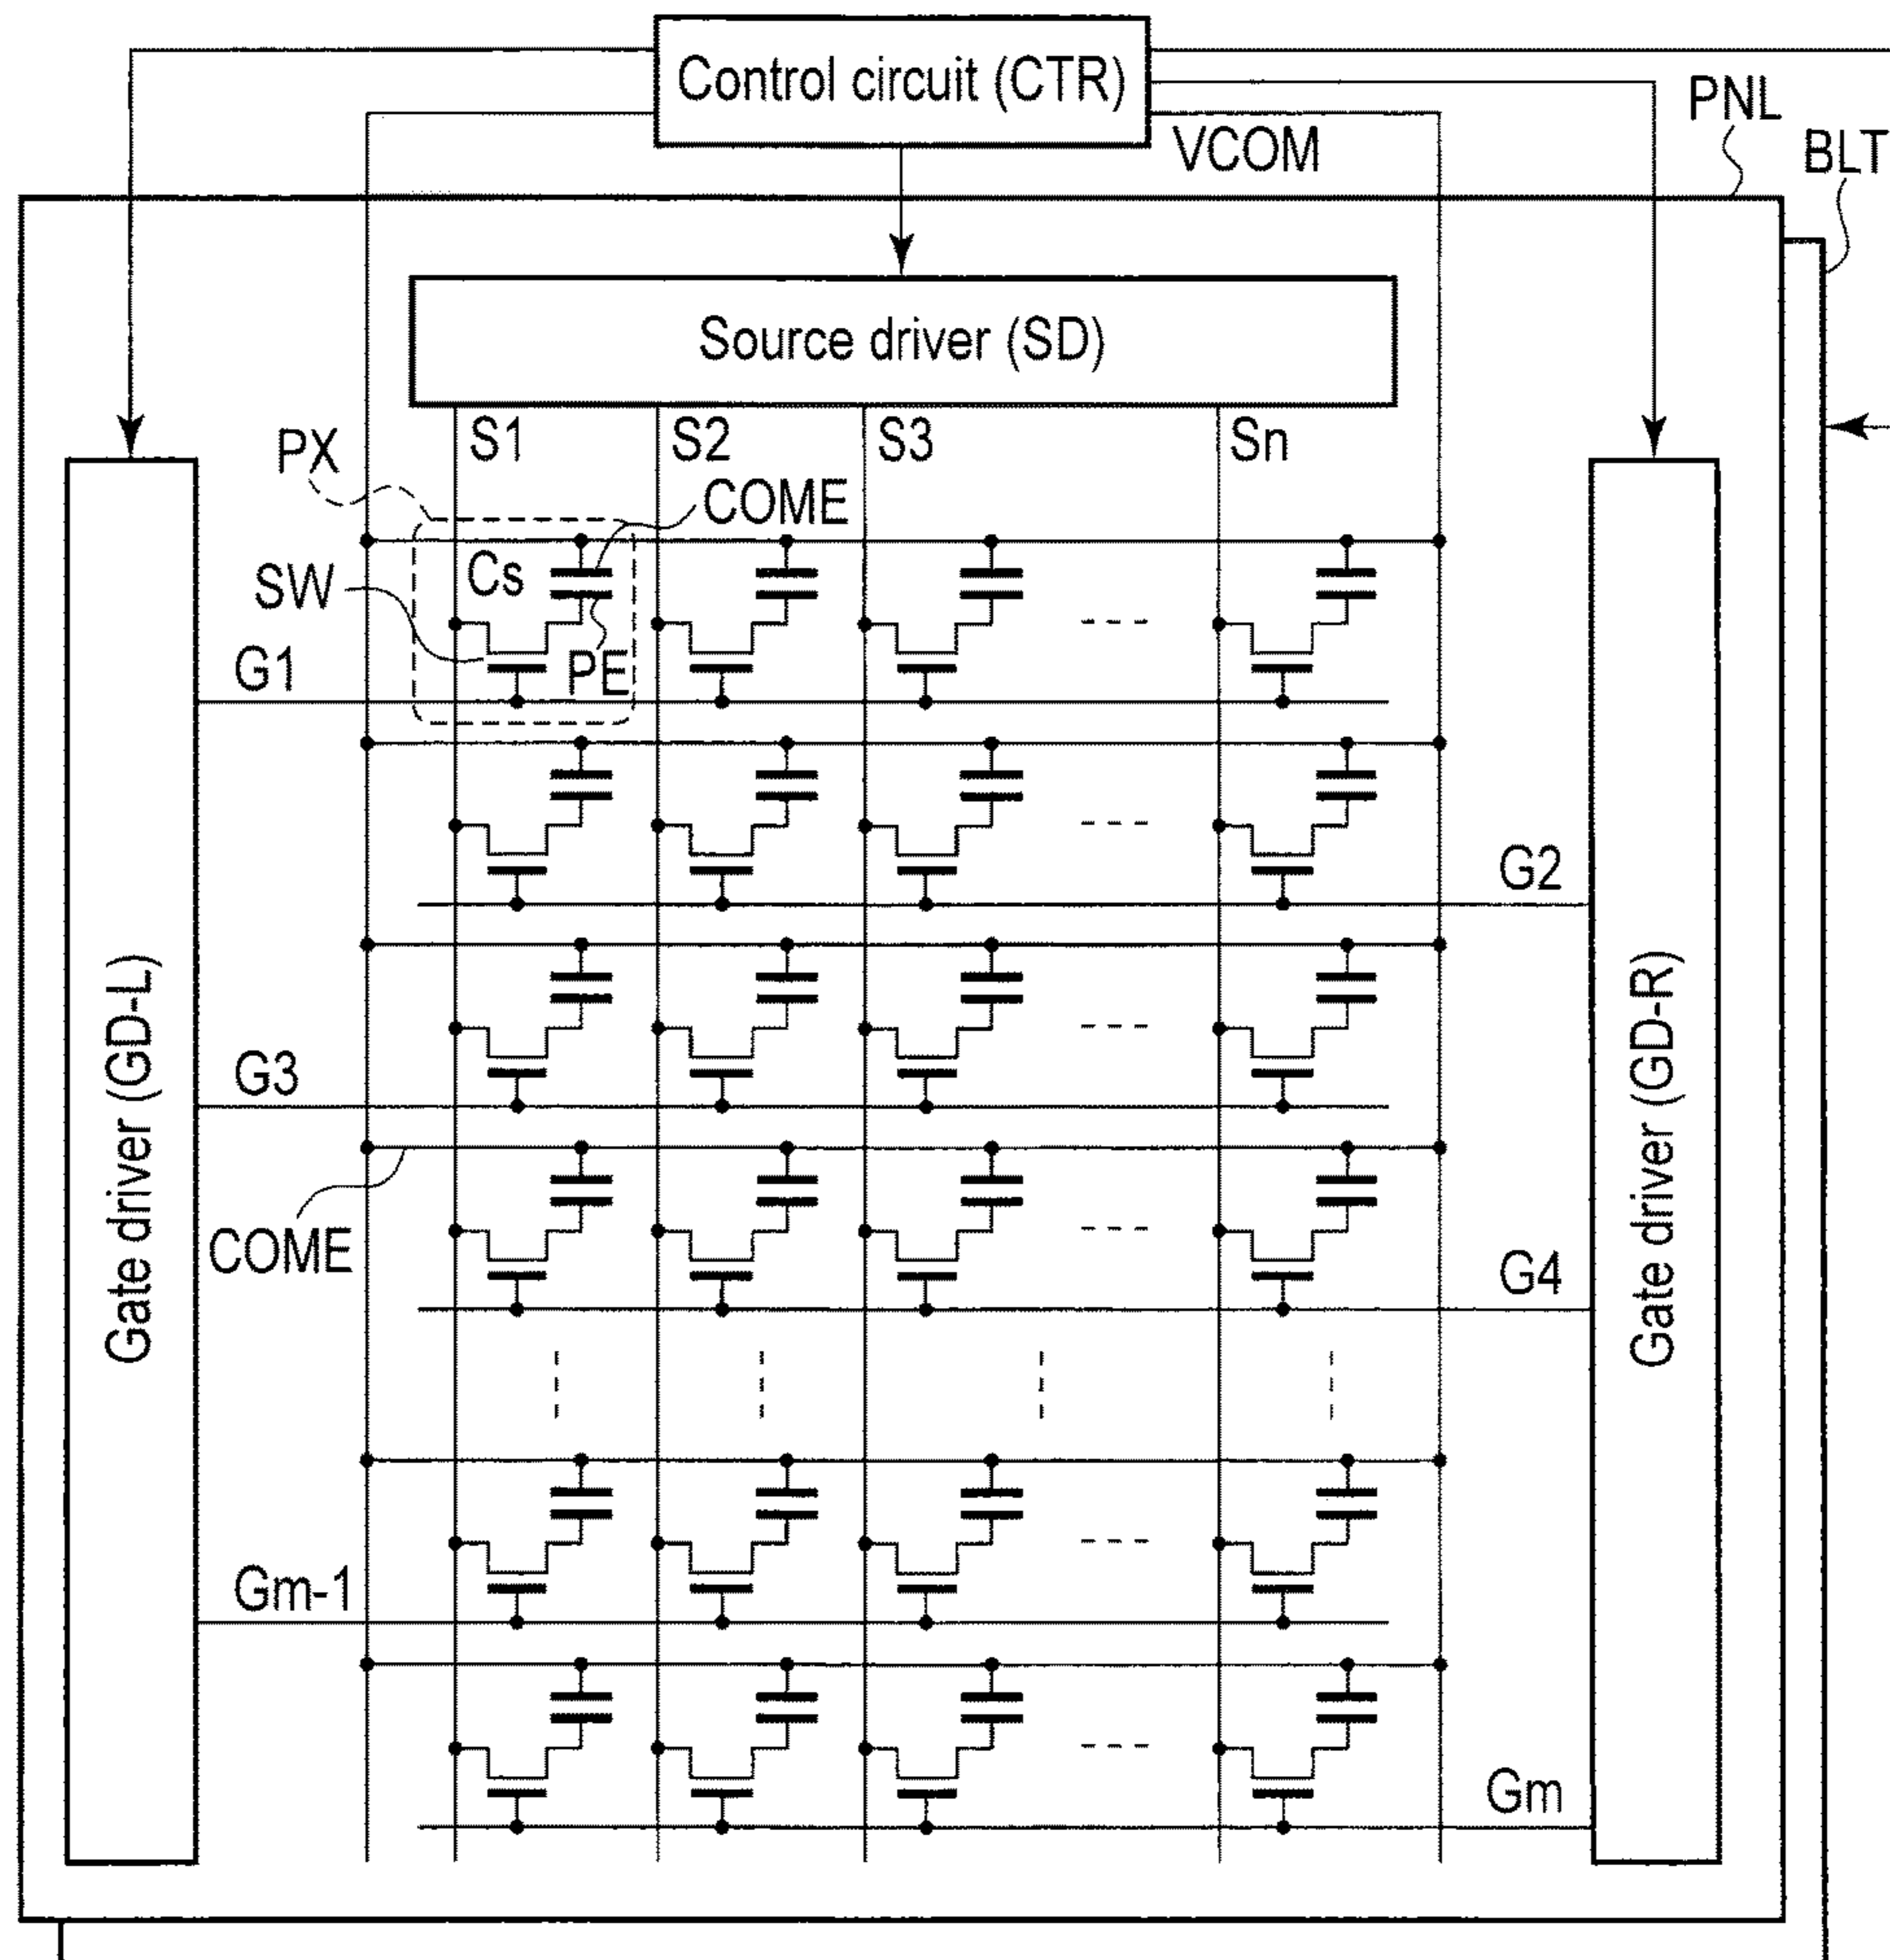 Control circuit (CTR)
PNL
VCOM
BLT
Source driver (SD)
PX
S1
S2
S3
Sn
COME
Cs
SW
PE
G1
G2
Gate driver (GD-L)
Gate driver (GD-R)
G3
COME
G4
Gm-1
Gm